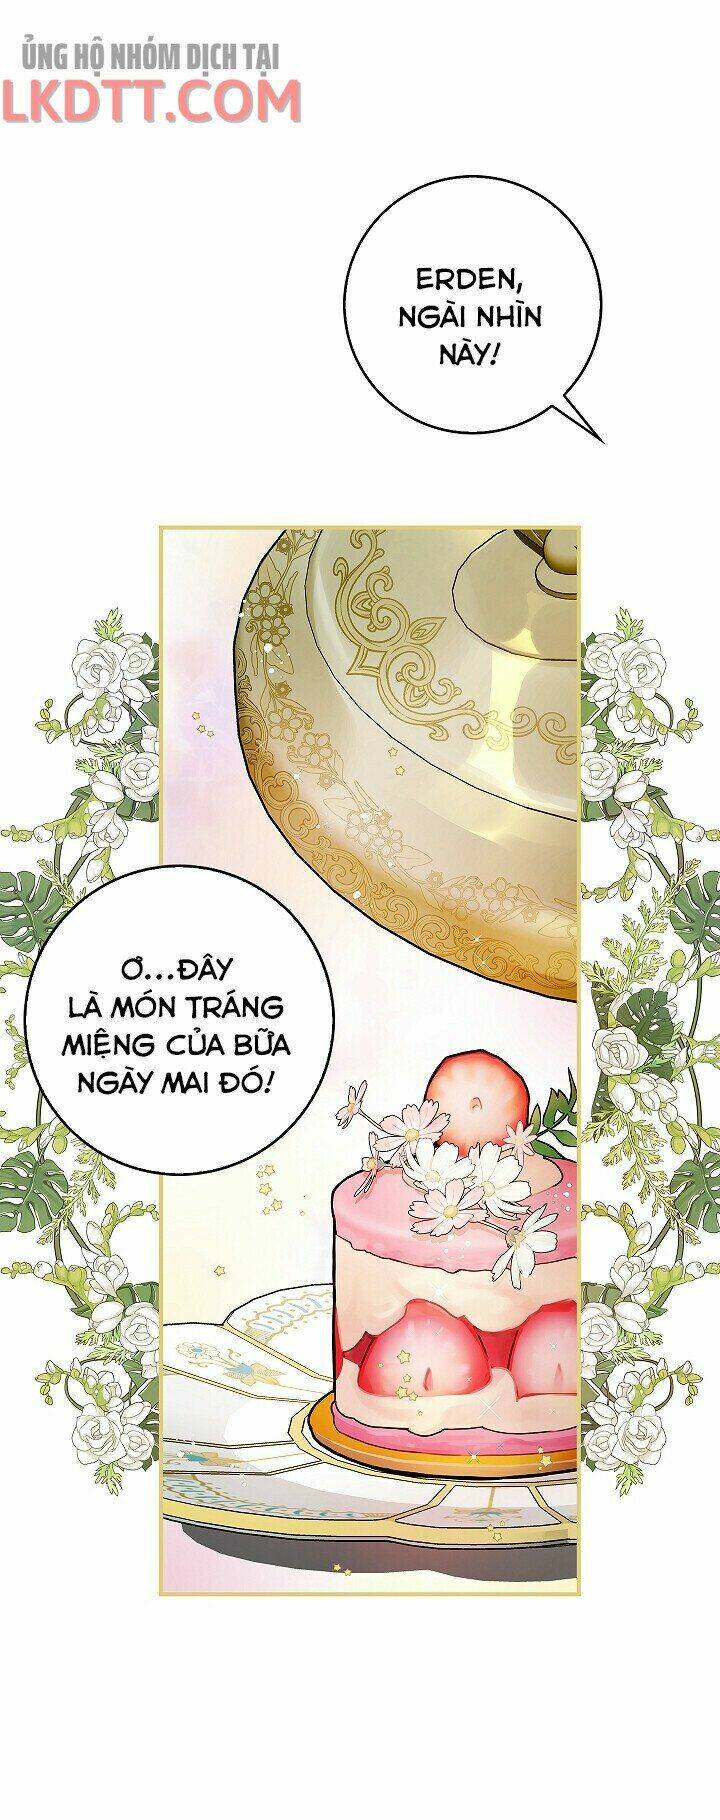 ỦNG HỘ NHÓM DỊCH TẠI
LKDTT.COM
ERDEN,
NGÀI NHÌN
NÀY!
Ơ...ĐÂY
LÀ MÓN TRÁNG
MIỆNG CỦA BỮA
NGÀY MAI ĐÓ!